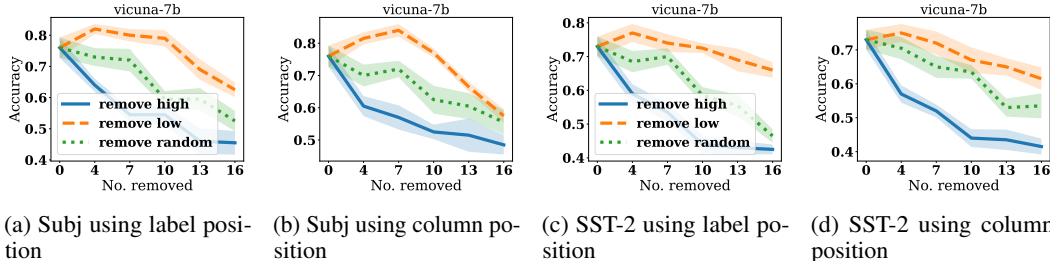 vicuna-7b
Accuracy
0.8
0.7
0.6
0.5
0.4
remove high
remove low
remove random
0 4 7 10 13 16
No. removed
(a) Subj using label posi-
tion
vicuna-7b
Accuracy
0.8
0.7
0.6
0.5
0 4 7 10 13 16
No. removed
(b) Subj using column po-
sition
vicuna-7b
Accuracy
0.8
0.7
0.6
0.5
0.4
remove high
remove low
remove random
0 4 7 10 13 16
No. removed
(c) SST-2 using label po-
sition
vicuna-7b
Accuracy
0.7
0.6
0.5
0.4
0 4 7 10 13 16
No. removed
(d) SST-2 using column
position